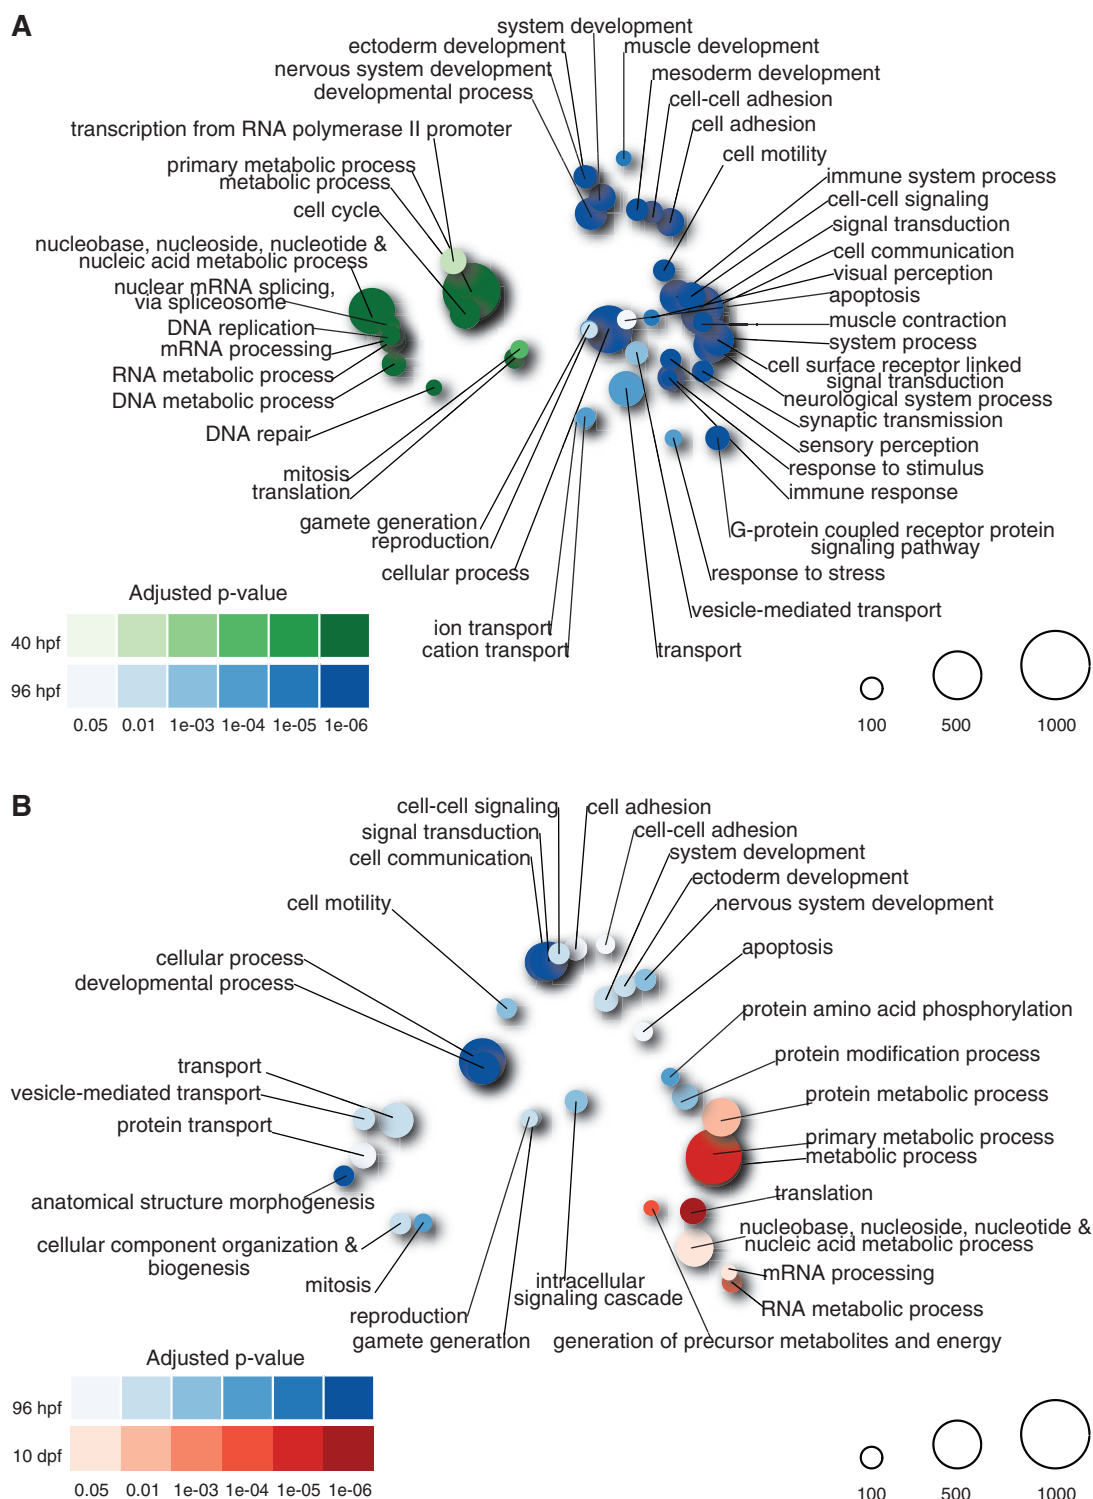 A
system development
ectoderm development
muscle development
nervous system development
mesoderm development
developmental process
cell-cell adhesion
transcription from RNA polymerase II promoter
cell adhesion
primary metabolic process
cell motility
metabolic process
immune system process
cell-cell signaling
cell cycle
signal transduction
nucleobase, nucleoside, nucleotide &
nucleic acid metabolic process
cell communication
visual perception
nuclear mRNA splicing,
via spliceosome
apoptosis
DNA replication
muscle contraction
mRNA processing
system process
RNA metabolic process
cell surface receptor linked
signal transduction
DNA metabolic process
neurological system process
synaptic transmission
DNA repair
sensory perception
mitosis
response to stimulus
translation
immune response
gamete generation
reproduction
G-protein coupled receptor protein
signaling pathway
cellular process
response to stress
vesicle-mediated transport
ion transport
cation transport
transport
Adjusted p-value
40 hpf
96 hpf
0.05 0.01 1e-03 1e-04 1e-05 1e-06
100 500 1000
B
cell-cell signaling
cell adhesion
signal transduction
cell-cell adhesion
cell communication
system development
ectoderm development
cell motility
nervous system development
apoptosis
cellular process
developmental process
protein amino acid phosphorylation
transport
protein modification process
vesicle-mediated transport
protein metabolic process
protein transport
primary metabolic process
metabolic process
anatomical structure morphogenesis
translation
cellular component organization &
biogenesis
nucleobase, nucleoside, nucleotide &
nucleic acid metabolic process
mitosis
mRNA processing
intracellular
signaling cascade
reproduction
RNA metabolic process
gamete generation
generation of precursor metabolites and energy
Adjusted p-value
96 hpf
10 dpf
0.05 0.01 1e-03 1e-04 1e-05 1e-06
100 500 1000